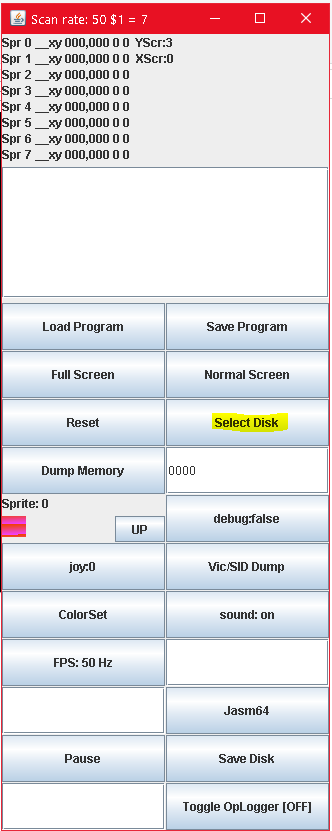 Scan rate: 50 $1 = 7
Spr 0 __xy 000,000 0 0 YScr:3
Spr 1 __xy 000,000 0 0 XScr:0
Spr 2 __xy 000,000 0 0
Spr 3 __xy 000,000 0 0
Spr 4 __xy 000,000 0 0
Spr 5 __xy 000,000 0 0
Spr 6 __xy 000,000 0 0
Spr 7 __xy 000,000 0 0
Load Program
Save Program
Full Screen
Normal Screen
Reset
Select Disk
Dump Memory
0000
Sprite: 0
UP
debug:false
joy:0
Vic/SID Dump
ColorSet
sound: on
FPS: 50 Hz
Jasm64
Pause
Save Disk
Toggle OpLogger [OFF]